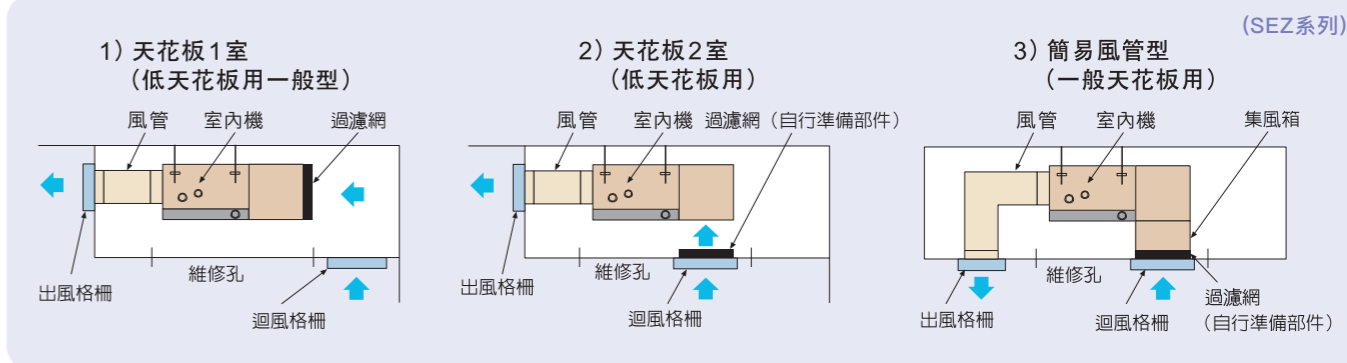 (SEZ系列)
1）天花板1室
（低天花板用一般型）
風管
室內機
過濾網
維修孔
出風格柵
迴風格柵
2）天花板2室
（低天花板用）
風管
室內機
過濾網（自行準備部件）
維修孔
出風格柵
迴風格柵
3）簡易風管型
（一般天花板用）
風管
室內機
集風箱
維修孔
出風格柵
迴風格柵
過濾網
（自行準備部件）